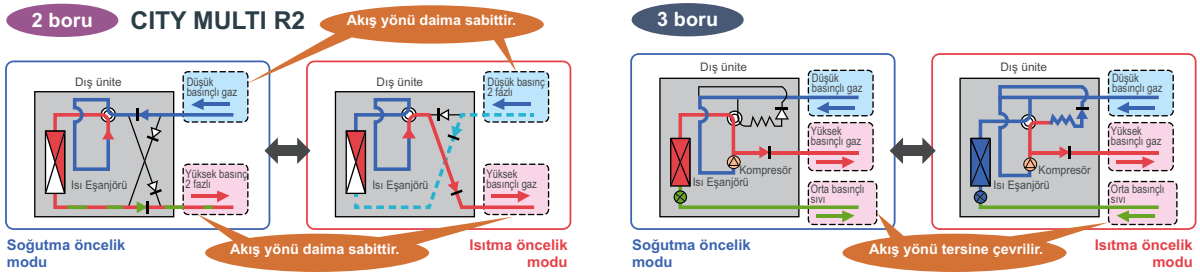 2 boru
CITY MULTI R2
Akış yönü daima sabittir.
Dış ünite
Düşük
basınçlı gaz
Isı Eşanjörü
Yüksek basınç
2 fazlı
Soğutma öncelik
modu
Dış ünite
Düşük basınç
2 fazlı
Isı Eşanjörü
Yüksek
basınçlı gaz
Akış yönü daima sabittir.
Isıtma öncelik
modu
3 boru
Dış ünite
Düşük
basınçlı gaz
Yüksek
basınçlı gaz
Kompresör
Isı Eşanjörü
Orta basınçlı
sıvı
Soğutma öncelik
modu
Dış ünite
Düşük
basınçlı gaz
Yüksek
basınçlı gaz
Kompresör
Isı Eşanjörü
Orta basınçlı
sıvı
Akış yönü tersine çevrilir.
Isıtma öncelik
modu